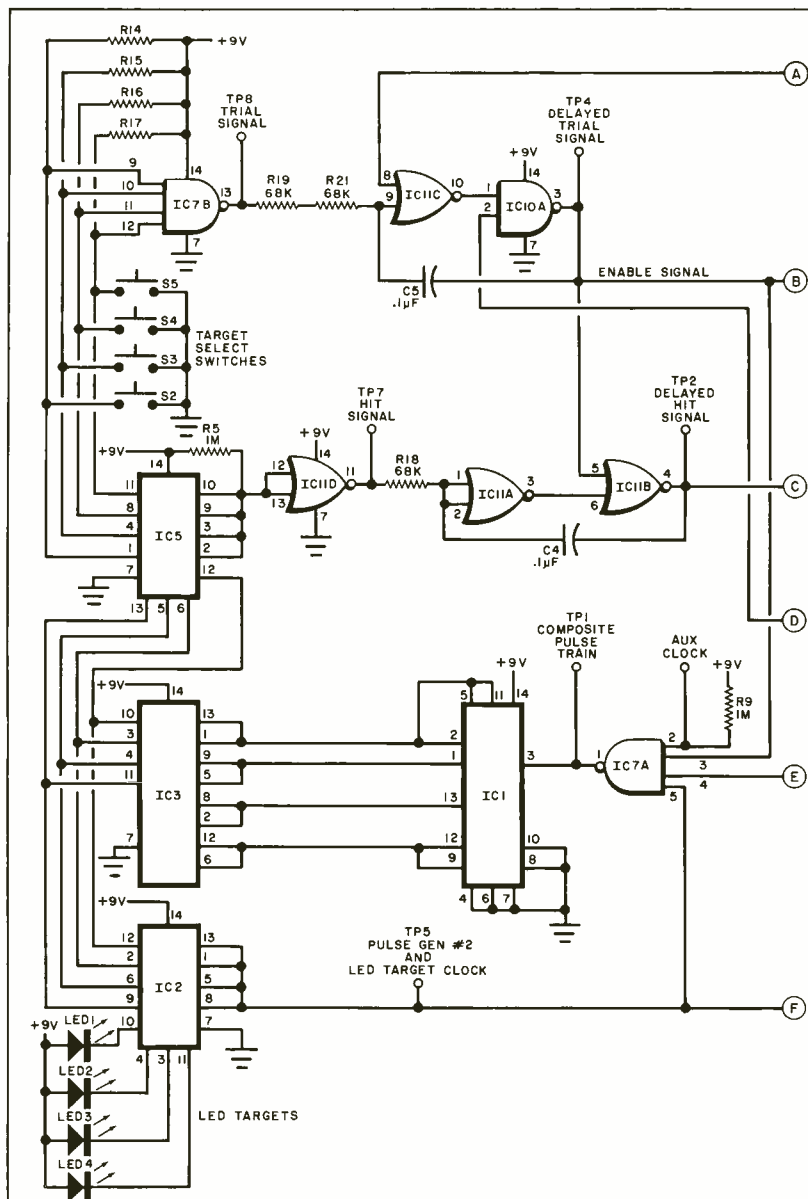 R14
+9V
R15
R16
R17
TP8
TRIAL
SIGNAL
A
TP4
DELAYED
TRIAL
SIGNAL
9
10
11
12
14
IC7B
13
7
R19
68K
R21
68K
8
9
IC11C
10
+9V
14
1
2
IC10A
3
7
C5
.1µF
ENABLE SIGNAL
B
S5
S4
S3
S2
TARGET
SELECT
SWITCHES
TP7
HIT
SIGNAL
TP2
DELAYED
HIT
SIGNAL
R5
1M
+9V
14
+9V
14
12
13
IC11D
11
7
R18
68K
1
2
IC11A
3
5
6
IC11B
4
C
C4
.1µF
11
8
4
1
7
IC5
10
9
3
2
12
13
5
6
D
TP1
COMPOSITE
PULSE
TRAIN
AUX
CLOCK
+9V
R9
1M
+9V
14
10
3
4
11
7
IC3
13
1
9
5
8
2
12
6
+9V
5
11
14
2
1
13
12
9
IC1
3
10
8
4
6
7
1
IC7A
2
3
4
5
E
+9V
14
12
2
6
9
10
IC2
13
1
5
8
7
4
3
11
TP5
PULSE GEN #2
AND
LED TARGET CLOCK
F
+9V
LED1
LED2
LED3
LED4
LED TARGETS